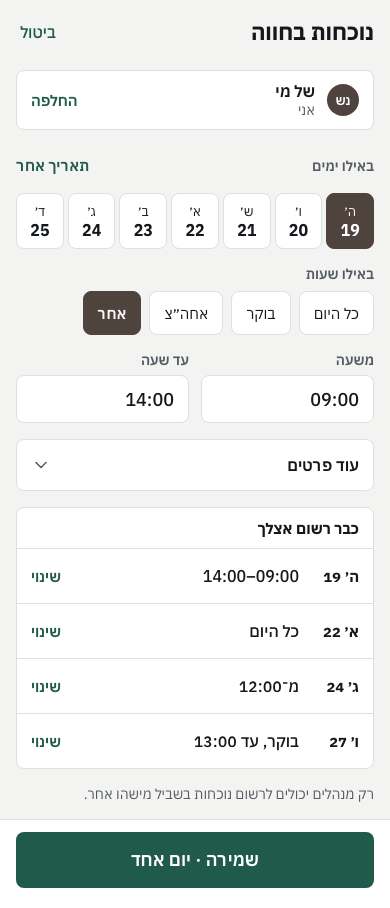 נוכחות בחווה
ביטול
נש
של מי
אני
החלפה
באילו ימים
תאריך אחר
ה׳ ו׳ ש׳ א׳ ב׳ ג׳ ד׳
19 20 21 22 23 24 25
באילו שעות
כל היום בוקר אחה״צ אחר
משעה עד שעה
09:00 14:00
עוד פרטים
כבר רשום אצלך
ה׳ 19 09:00–14:00 שינוי
א׳ 22 כל היום שינוי
ג׳ 24 מ־12:00 שינוי
ו׳ 27 בוקר, עד 13:00 שינוי
רק מנהלים יכולים לרשום נוכחות בשביל מישהו אחר.
שמירה · יום אחד